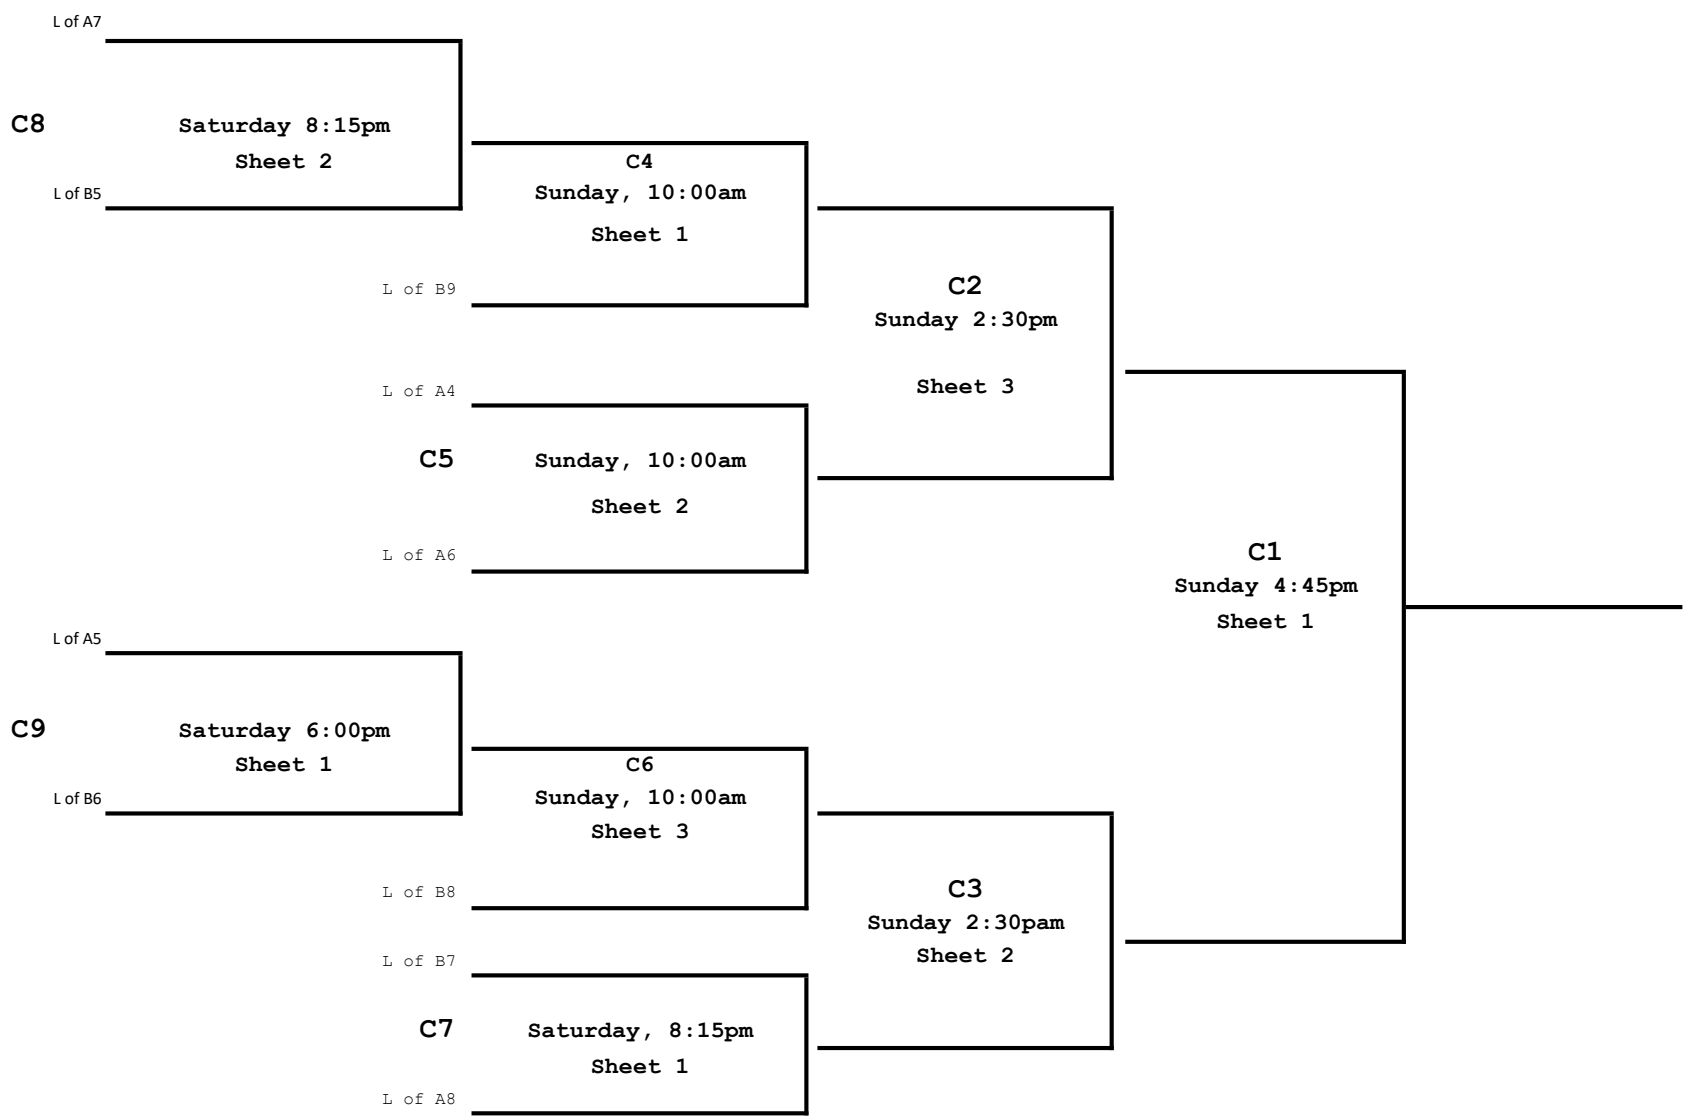 L of A7
C8
Saturday 8:15pm
Sheet 2
L of B5
C4
Sunday, 10:00am
Sheet 1
L of B9
C2
Sunday 2:30pm
Sheet 3
L of A4
C5
Sunday, 10:00am
Sheet 2
L of A6
C1
Sunday 4:45pm
Sheet 1
L of A5
C9
Saturday 6:00pm
Sheet 1
L of B6
C6
Sunday, 10:00am
Sheet 3
L of B8
C3
Sunday 2:30pam
Sheet 2
L of B7
C7
Saturday, 8:15pm
Sheet 1
L of A8